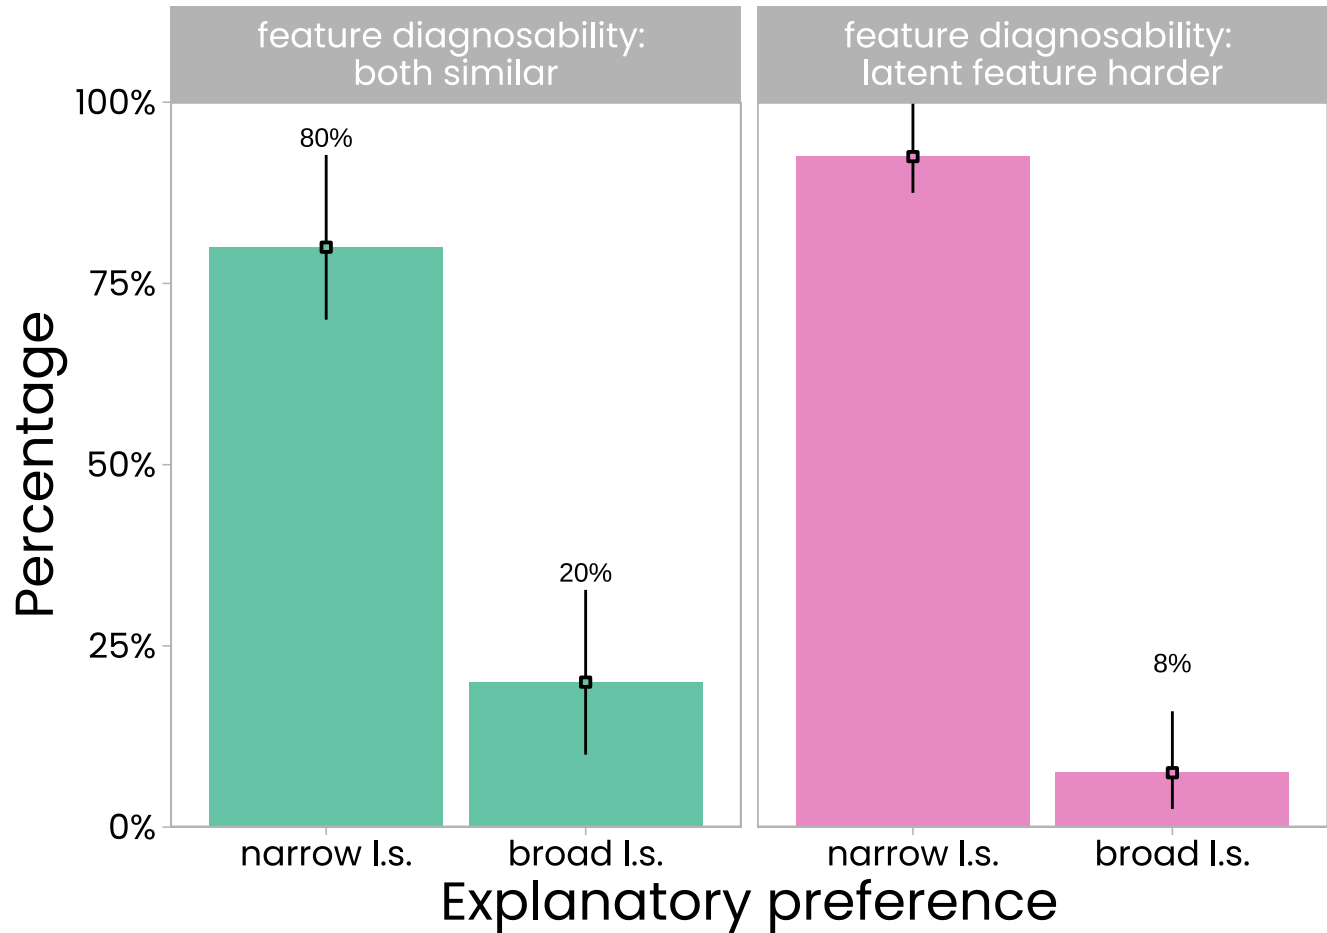 feature diagnosability:
both similar
feature diagnosability:
latent feature harder
100%
75%
50%
25%
0%
Percentage
80%
20%
8%
narrow l.s.
broad l.s.
narrow l.s.
broad l.s.
Explanatory preference